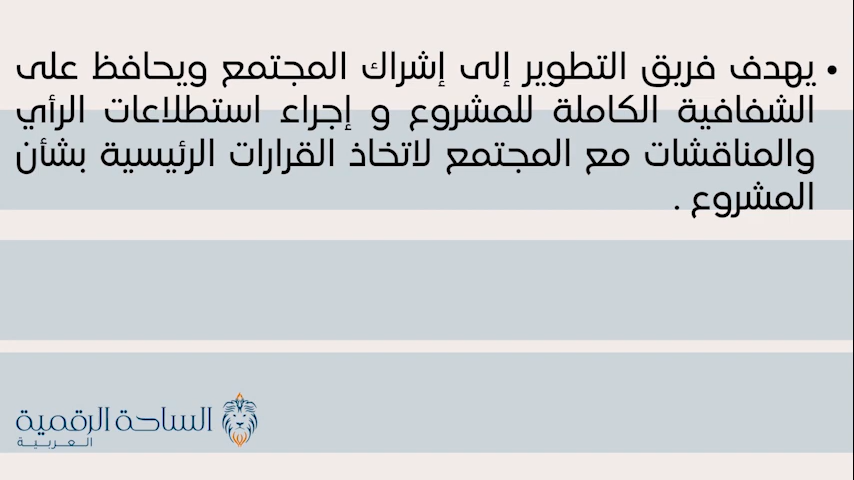 • يهدف فريق التطوير إلى إشراك المجتمع ويحافظ على
الشفافية الكاملة للمشروع و إجراء استطلاعات الرأي
والمناقشات مع المجتمع لاتخاذ القرارات الرئيسية بشأن
المشروع .
الساحة الرقمية
العربية